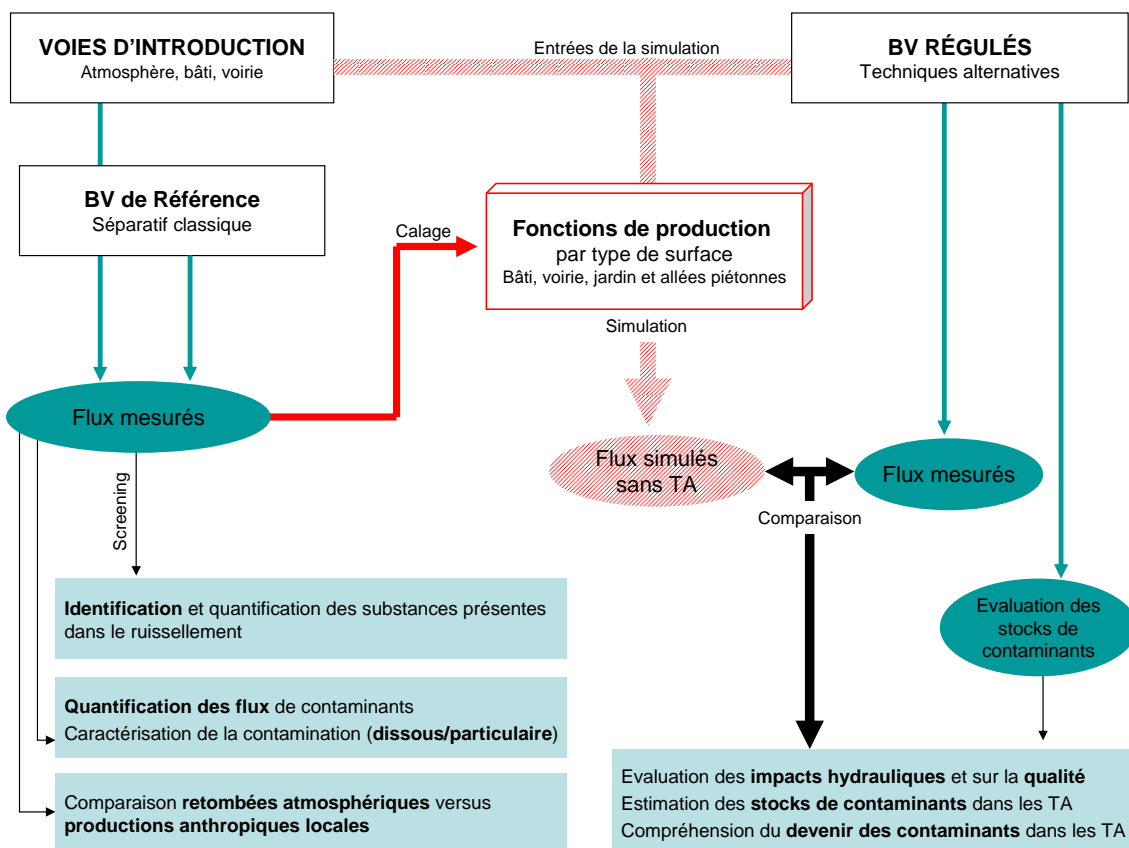 VOIES D'INTRODUCTION
Atmosphère, bâti, voirie
Entrées de la simulation
BV RÉGULÉS
Techniques alternatives
BV de Référence
Séparatif classique
Calage
Fonctions de production
par type de surface
Bâti, voirie, jardin et allées piétonnes
Simulation
Flux mesurés
Flux simulés
sans TA
Flux mesurés
Comparaison
Screening
Identification et quantification des substances présentes
dans le ruissellement
Evaluation des
stocks de
contaminants
Quantification des flux de contaminants
Caractérisation de la contamination (dissous/particulaire)
Comparaison retombées atmosphériques versus
productions anthropiques locales
Evaluation des impacts hydrauliques et sur la qualité
Estimation des stocks de contaminants dans les TA
Compréhension du devenir des contaminants dans les TA